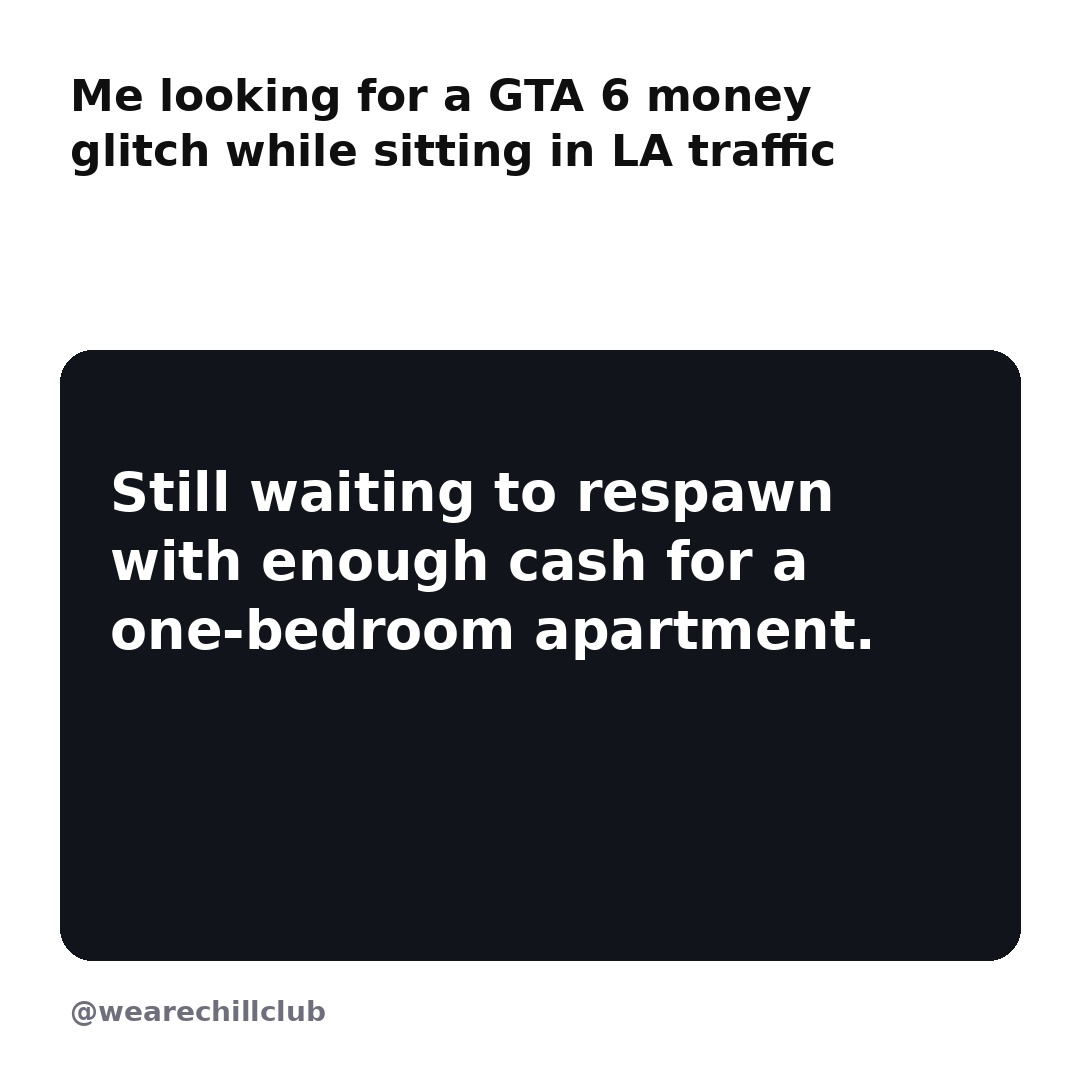 Me looking for a GTA 6 money
glitch while sitting in LA traffic
Still waiting to respawn
with enough cash for a
one-bedroom apartment.
@wearechillclub